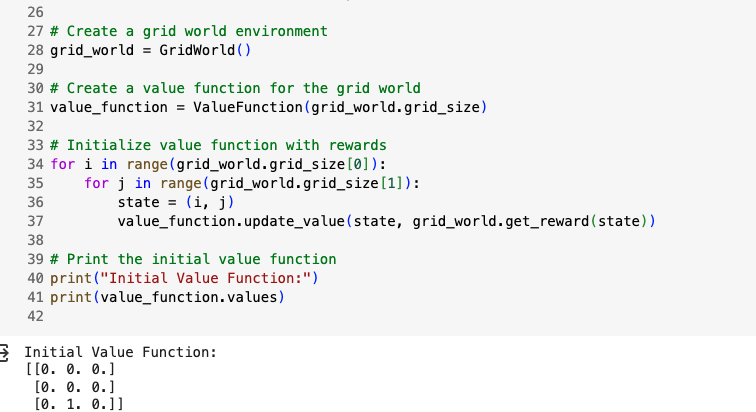 26
27 # Create a grid world environment
28 grid_world = GridWorld()
29
30 # Create a value function for the grid world
31 value_function = ValueFunction(grid_world.grid_size)
32
33 # Initialize value function with rewards
34 for i in range(grid_world.grid_size[0]):
35     for j in range(grid_world.grid_size[1]):
36         state = (i, j)
37         value_function.update_value(state, grid_world.get_reward(state))
38
39 # Print the initial value function
40 print("Initial Value Function:")
41 print(value_function.values)
42
Initial Value Function:
[[0. 0. 0.]
 [0. 0. 0.]
 [0. 1. 0.]]